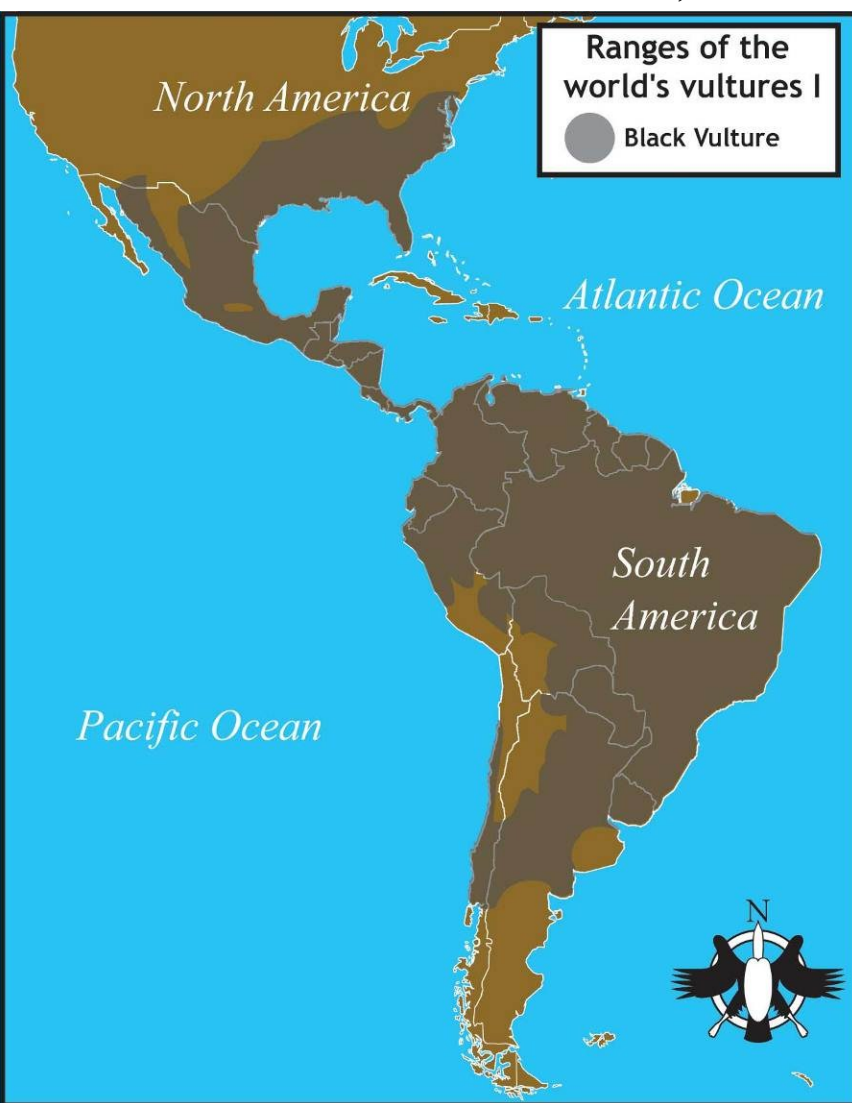 Ranges of the
world's vultures I
Black Vulture
North America
Atlantic Ocean
South
America
Pacific Ocean
N